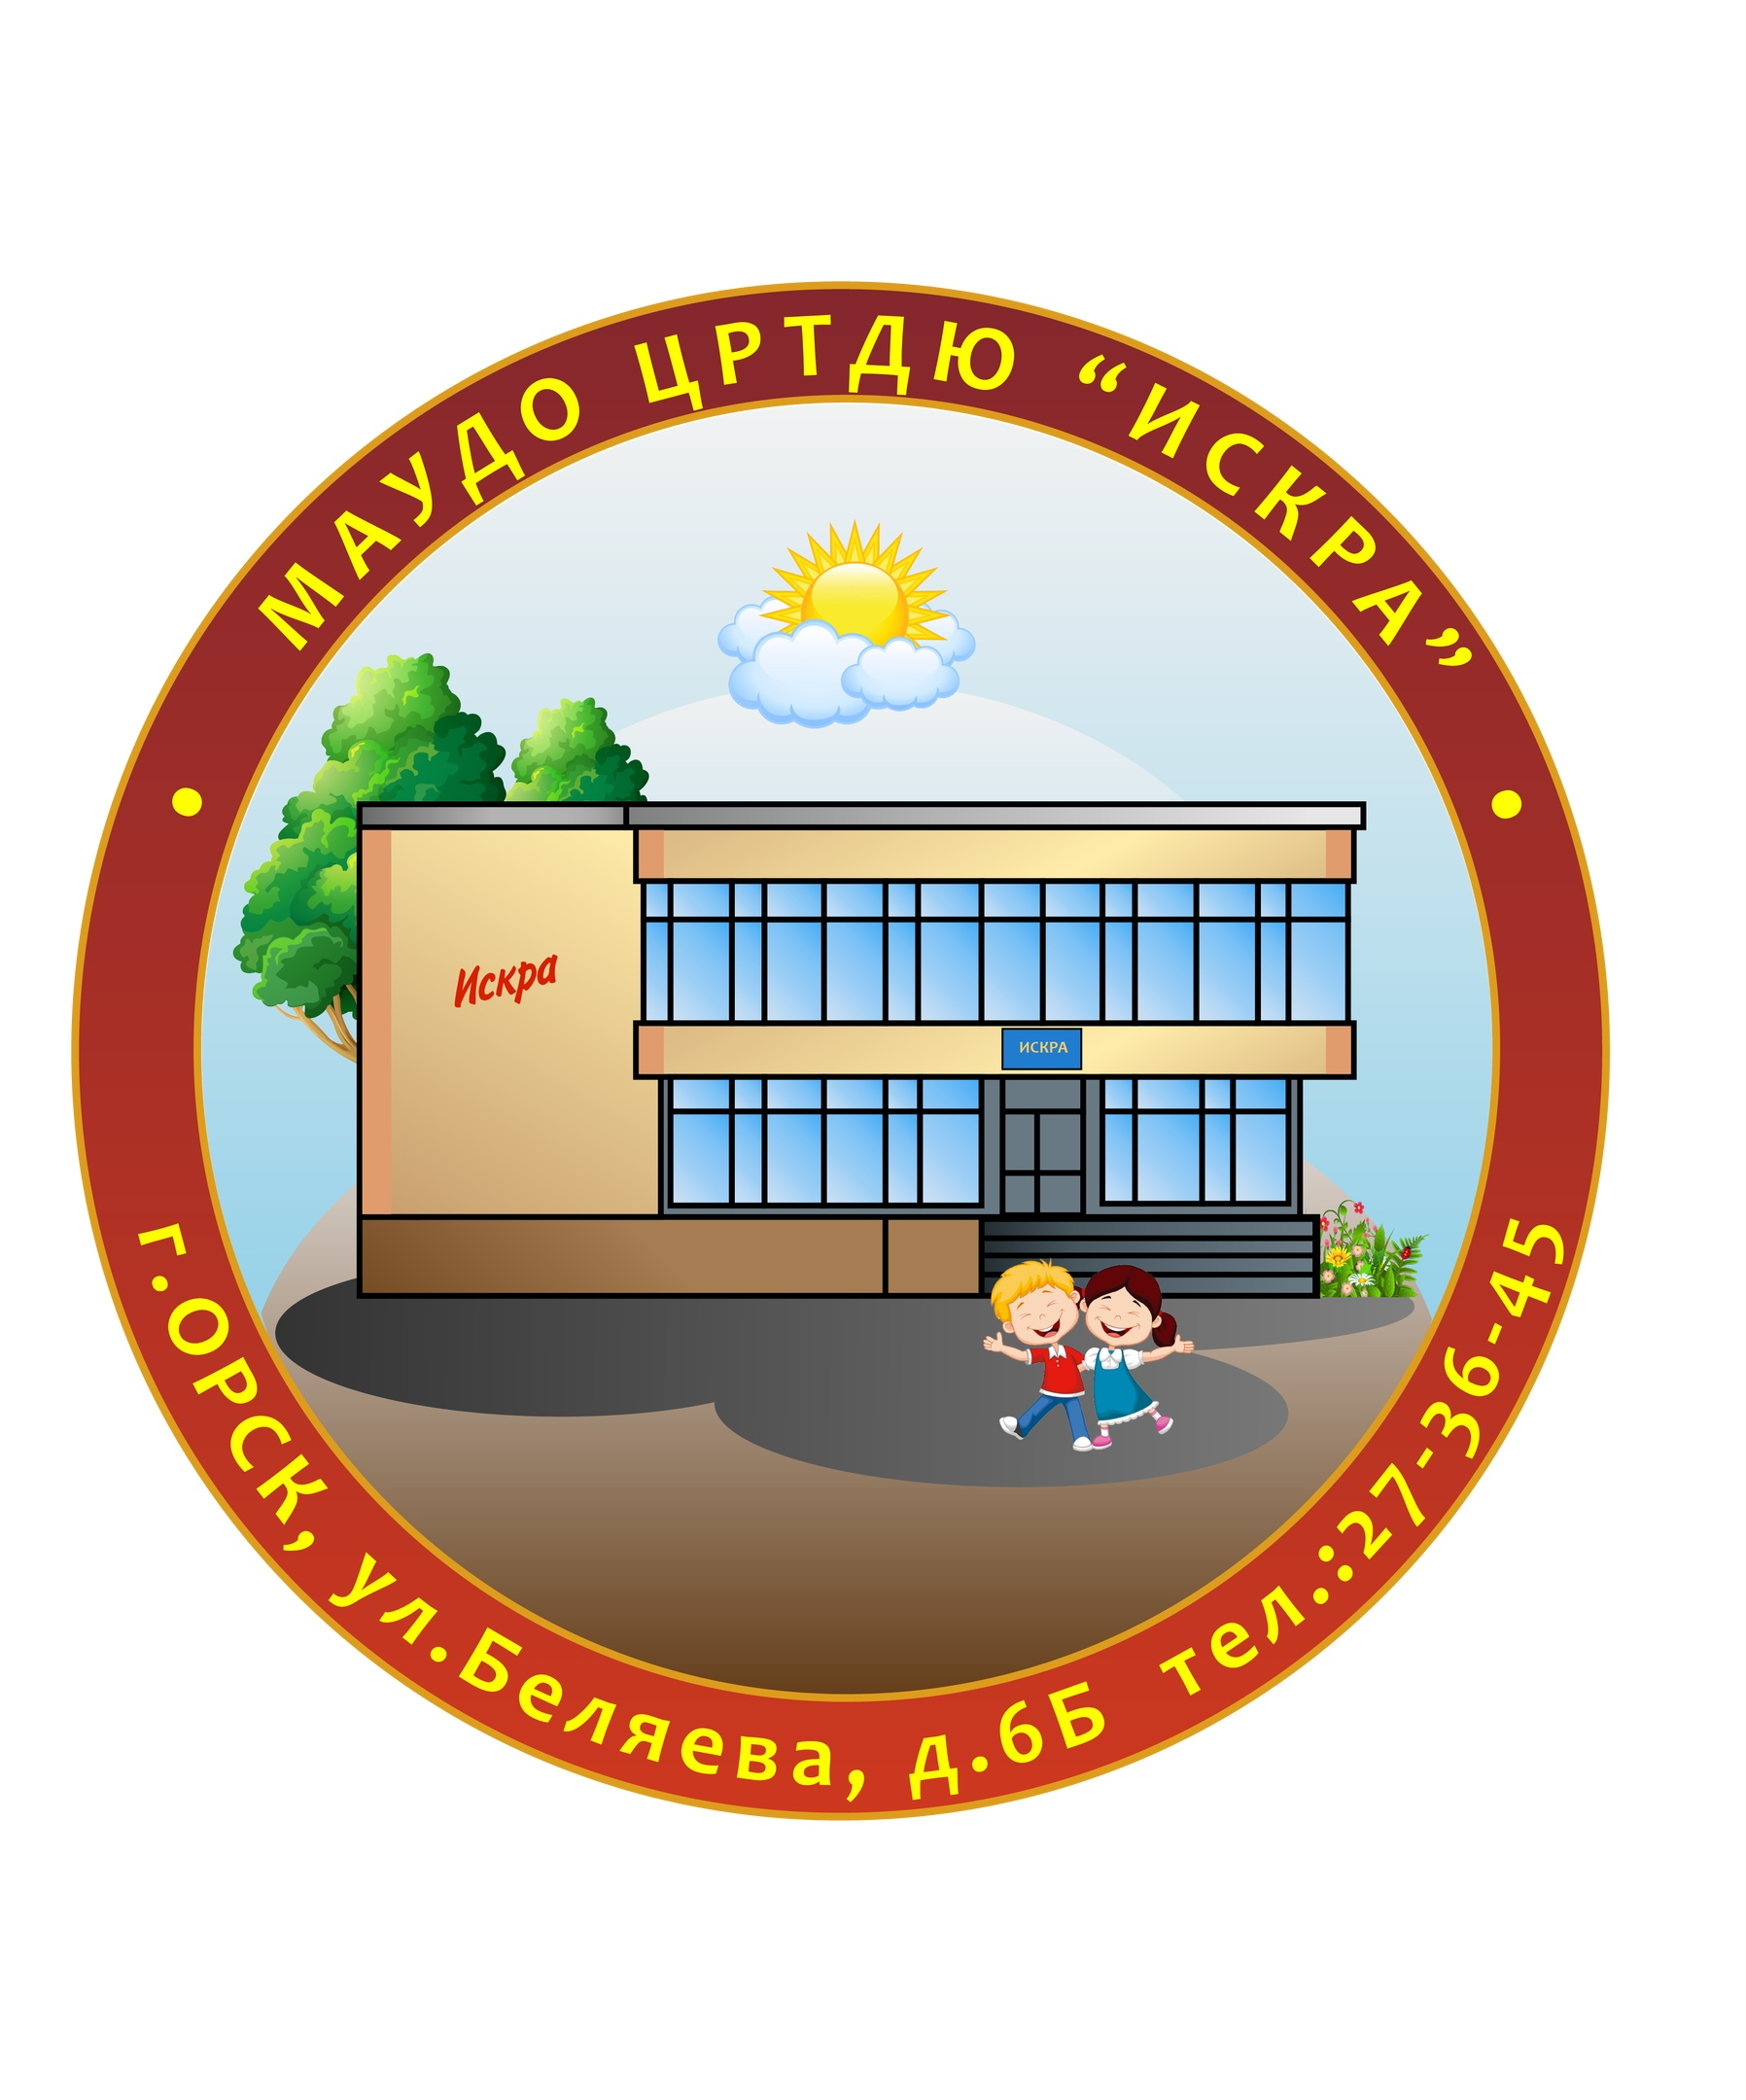 МАУДО ЦРТДЮ “ИСКРА”
Искра
ИСКРА
г.ОРСК, ул.Беляева, д.6Б тел.:27-36-45